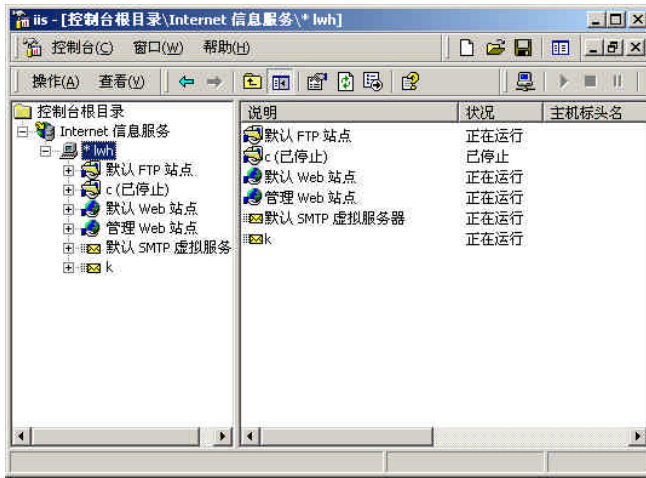 iis - [控制台根目录\Internet 信息服务\* lwh]
控制台(C) 窗口(W) 帮助(H)
操作(A) 查看(V)
控制台根目录
Internet 信息服务
* lwh
默认 FTP 站点
c (已停止)
默认 Web 站点
管理 Web 站点
默认 SMTP 虚拟服务
k
说明 状况 主机标头名
默认 FTP 站点 正在运行
c (已停止) 已停止
默认 Web 站点 正在运行
管理 Web 站点 正在运行
默认 SMTP 虚拟服务器 正在运行
k 正在运行